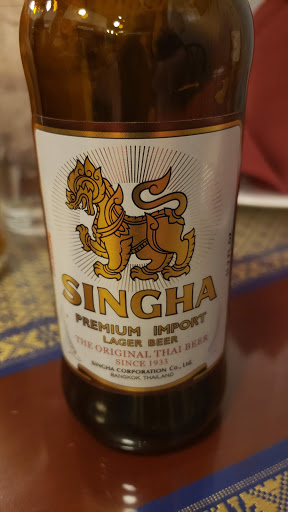 SINGHA
PREMIUM IMPORT
LAGER BEER
THE ORIGINAL THAI BEER
SINCE 1933
SINGHA CORPORATION Co., Ltd.
BANGKOK, THAILAND